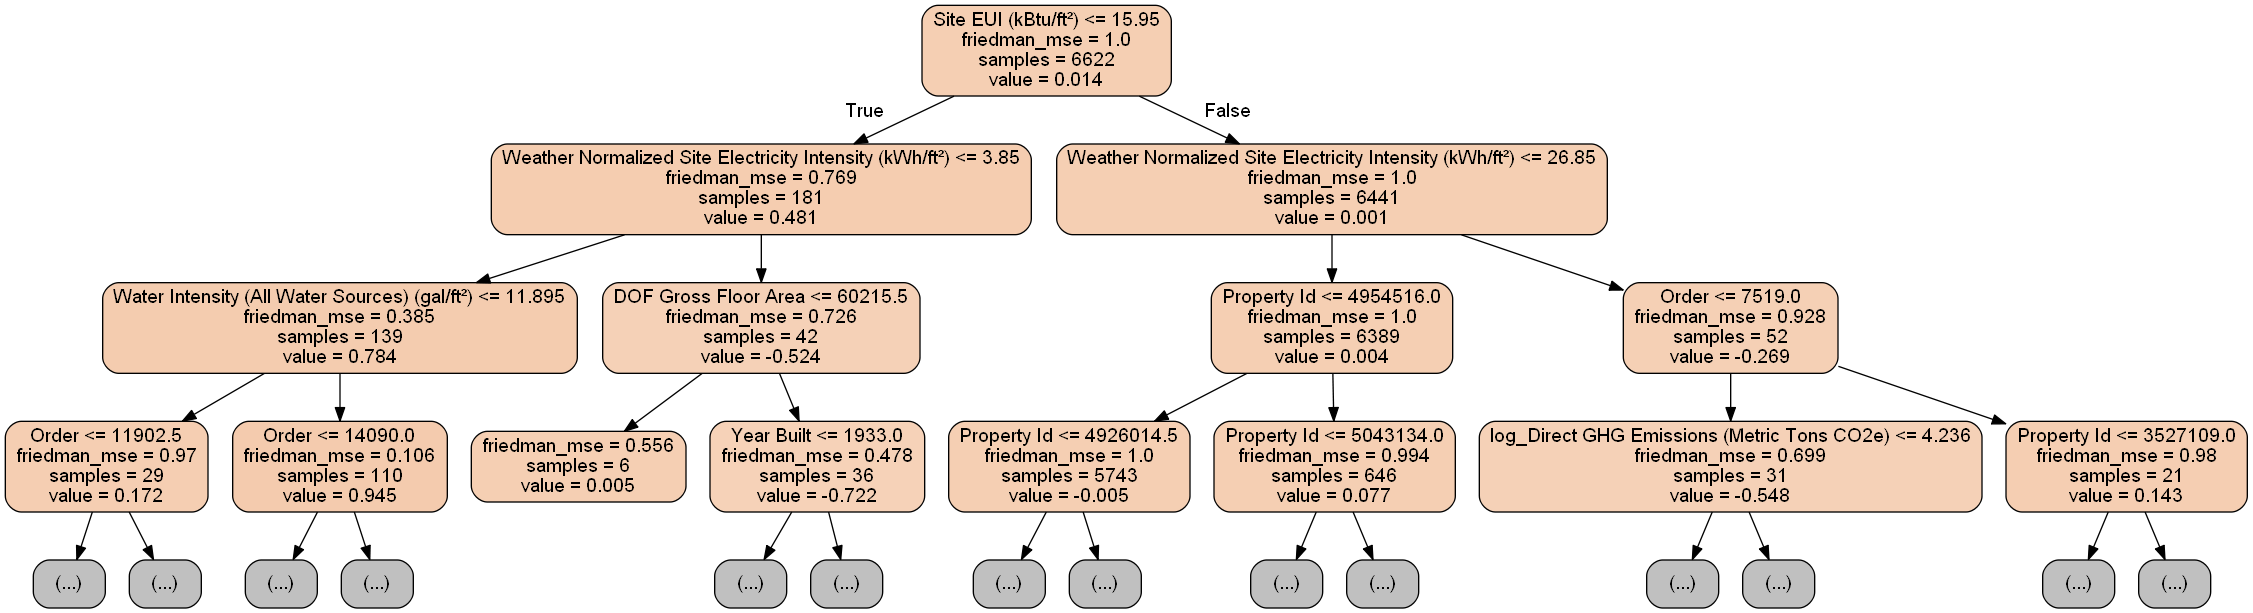 Site EUI (kBtu/ft²) <= 15.95
friedman_mse = 1.0
samples = 6622
value = 0.014
True
False
Weather Normalized Site Electricity Intensity (kWh/ft²) <= 3.85
friedman_mse = 0.769
samples = 181
value = 0.481
Weather Normalized Site Electricity Intensity (kWh/ft²) <= 26.85
friedman_mse = 1.0
samples = 6441
value = 0.001
Water Intensity (All Water Sources) (gal/ft²) <= 11.895
friedman_mse = 0.385
samples = 139
value = 0.784
DOF Gross Floor Area <= 60215.5
friedman_mse = 0.726
samples = 42
value = -0.524
Property Id <= 4954516.0
friedman_mse = 1.0
samples = 6389
value = 0.004
Order <= 7519.0
friedman_mse = 0.928
samples = 52
value = -0.269
Order <= 11902.5
friedman_mse = 0.97
samples = 29
value = 0.172
Order <= 14090.0
friedman_mse = 0.106
samples = 110
value = 0.945
friedman_mse = 0.556
samples = 6
value = 0.005
Year Built <= 1933.0
friedman_mse = 0.478
samples = 36
value = -0.722
Property Id <= 4926014.5
friedman_mse = 1.0
samples = 5743
value = -0.005
Property Id <= 5043134.0
friedman_mse = 0.994
samples = 646
value = 0.077
log_Direct GHG Emissions (Metric Tons CO2e) <= 4.236
friedman_mse = 0.699
samples = 31
value = -0.548
Property Id <= 3527109.0
friedman_mse = 0.98
samples = 21
value = 0.143
(...)
(...)
(...)
(...)
(...)
(...)
(...)
(...)
(...)
(...)
(...)
(...)
(...)
(...)